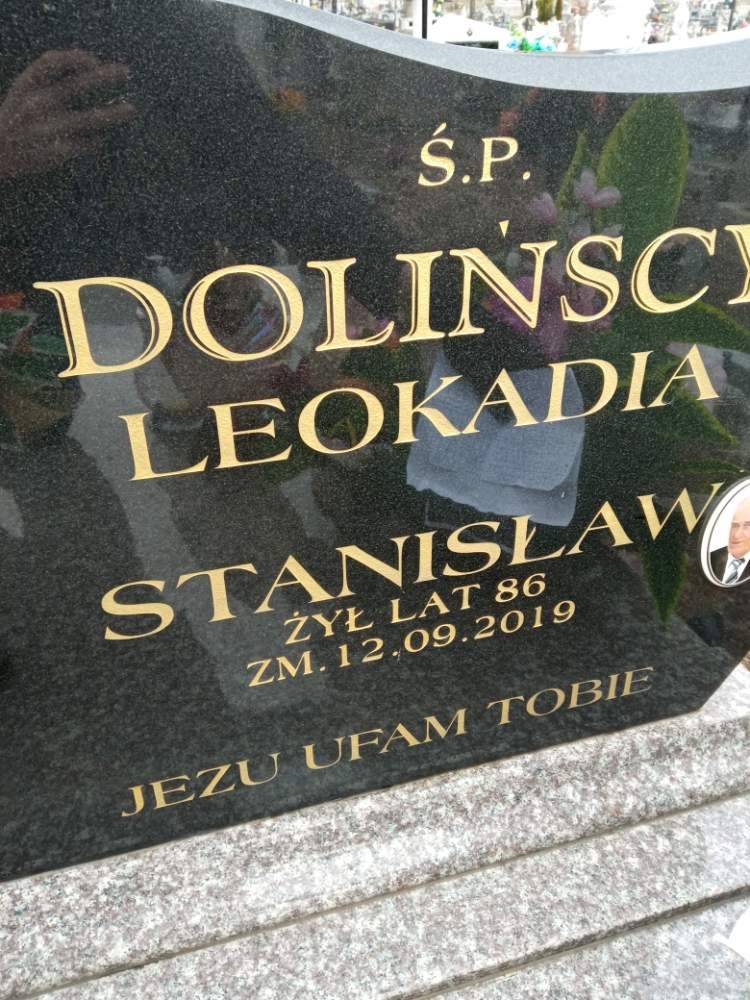 Ś.P.
DOLIŃSCY
LEOKADIA
STANISŁAW
ŻYŁ LAT 86
ZM. 12.09.2019
JEZU UFAM TOBIE